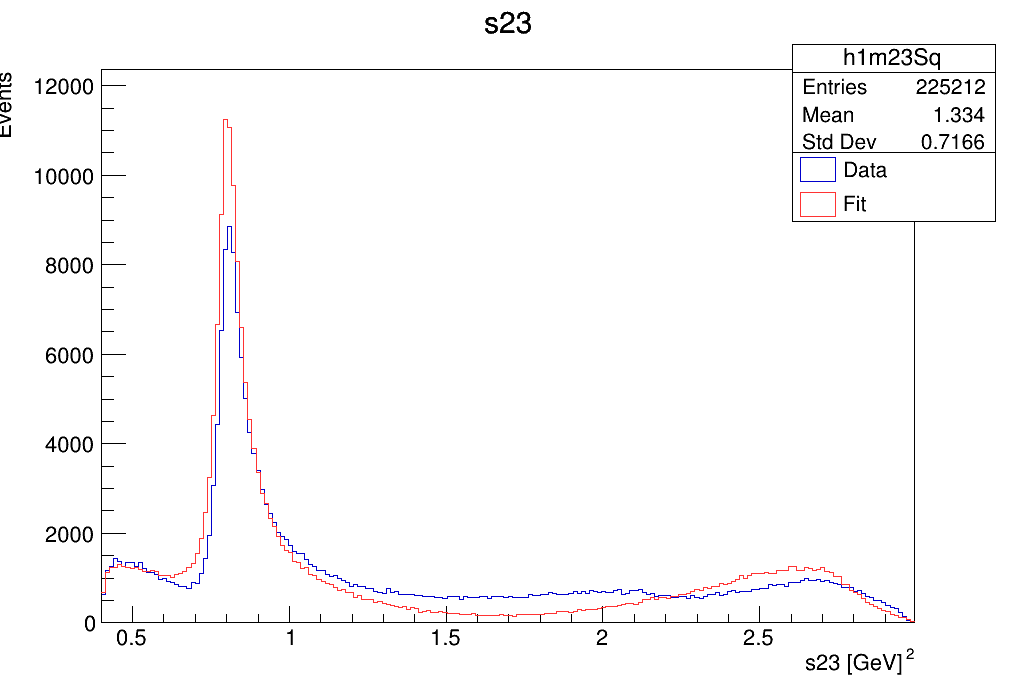 s23
h1m23Sq
Entries 225212
Mean 1.334
Std Dev 0.7166
Data
Fit
Events
12000
10000
8000
6000
4000
2000
0
0.5 1 1.5 2 2.5
s23 [GeV]²